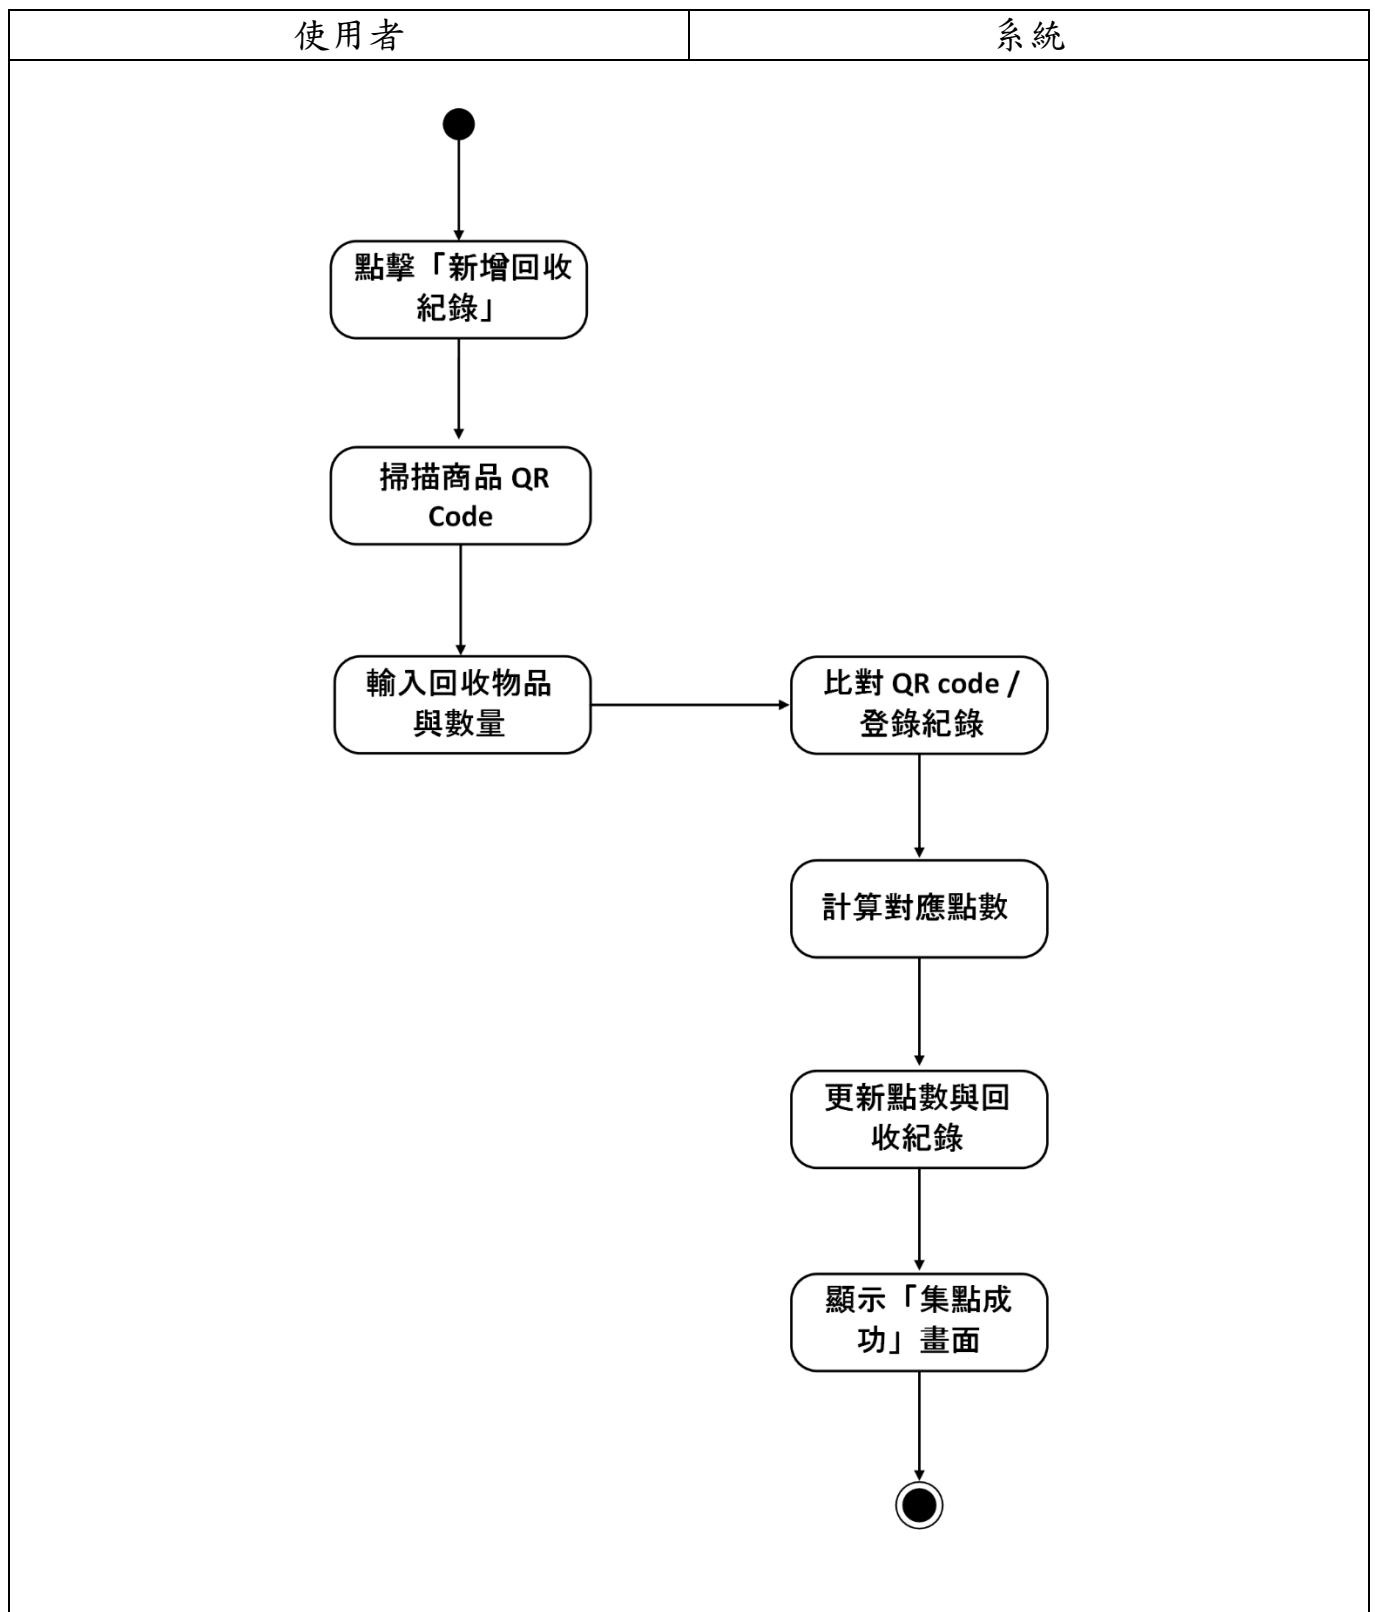 使用者
系統
點擊「新增回收
紀錄」
掃描商品 QR
Code
輸入回收物品
與數量
比對 QR code /
登錄紀錄
計算對應點數
更新點數與回
收紀錄
顯示「集點成
功」畫面